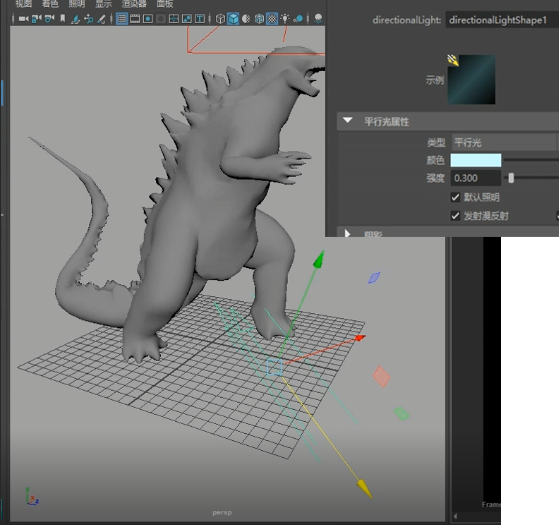 视图 着色 照明 显示 渲染器 面板
directionalLight: directionalLightShape1
示例
平行光属性
类型 平行光
颜色
强度 0.300
默认照明
发射漫反射
persp
Frame